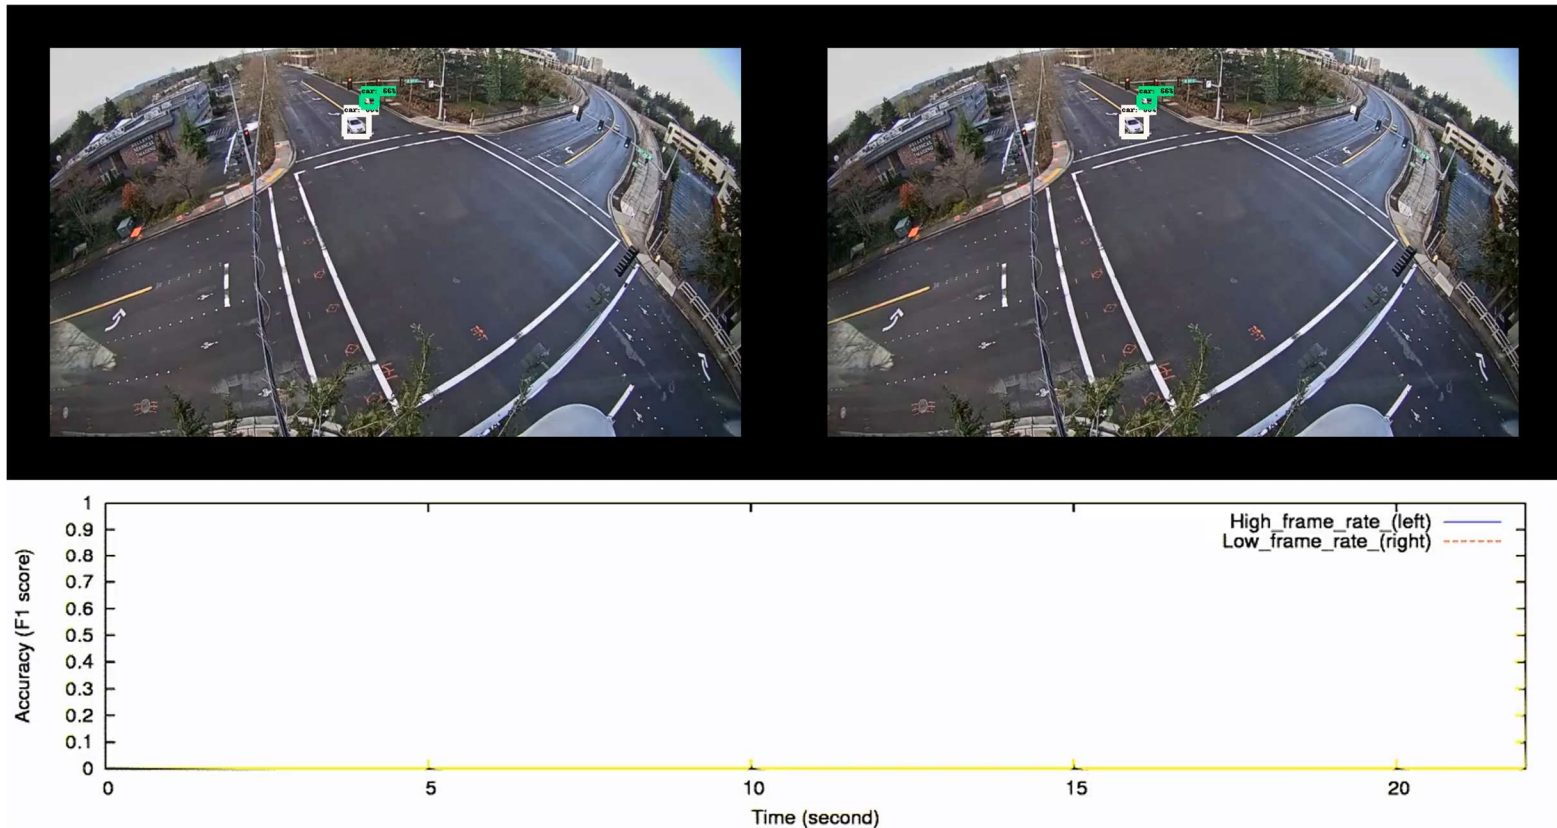 car: 66%
car:
car: 66%
car:
High_frame_rate_(left)
Low_frame_rate_(right)
Accuracy (F1 score)
1
0.9
0.8
0.7
0.6
0.5
0.4
0.3
0.2
0.1
0
0
5
10
15
20
Time (second)